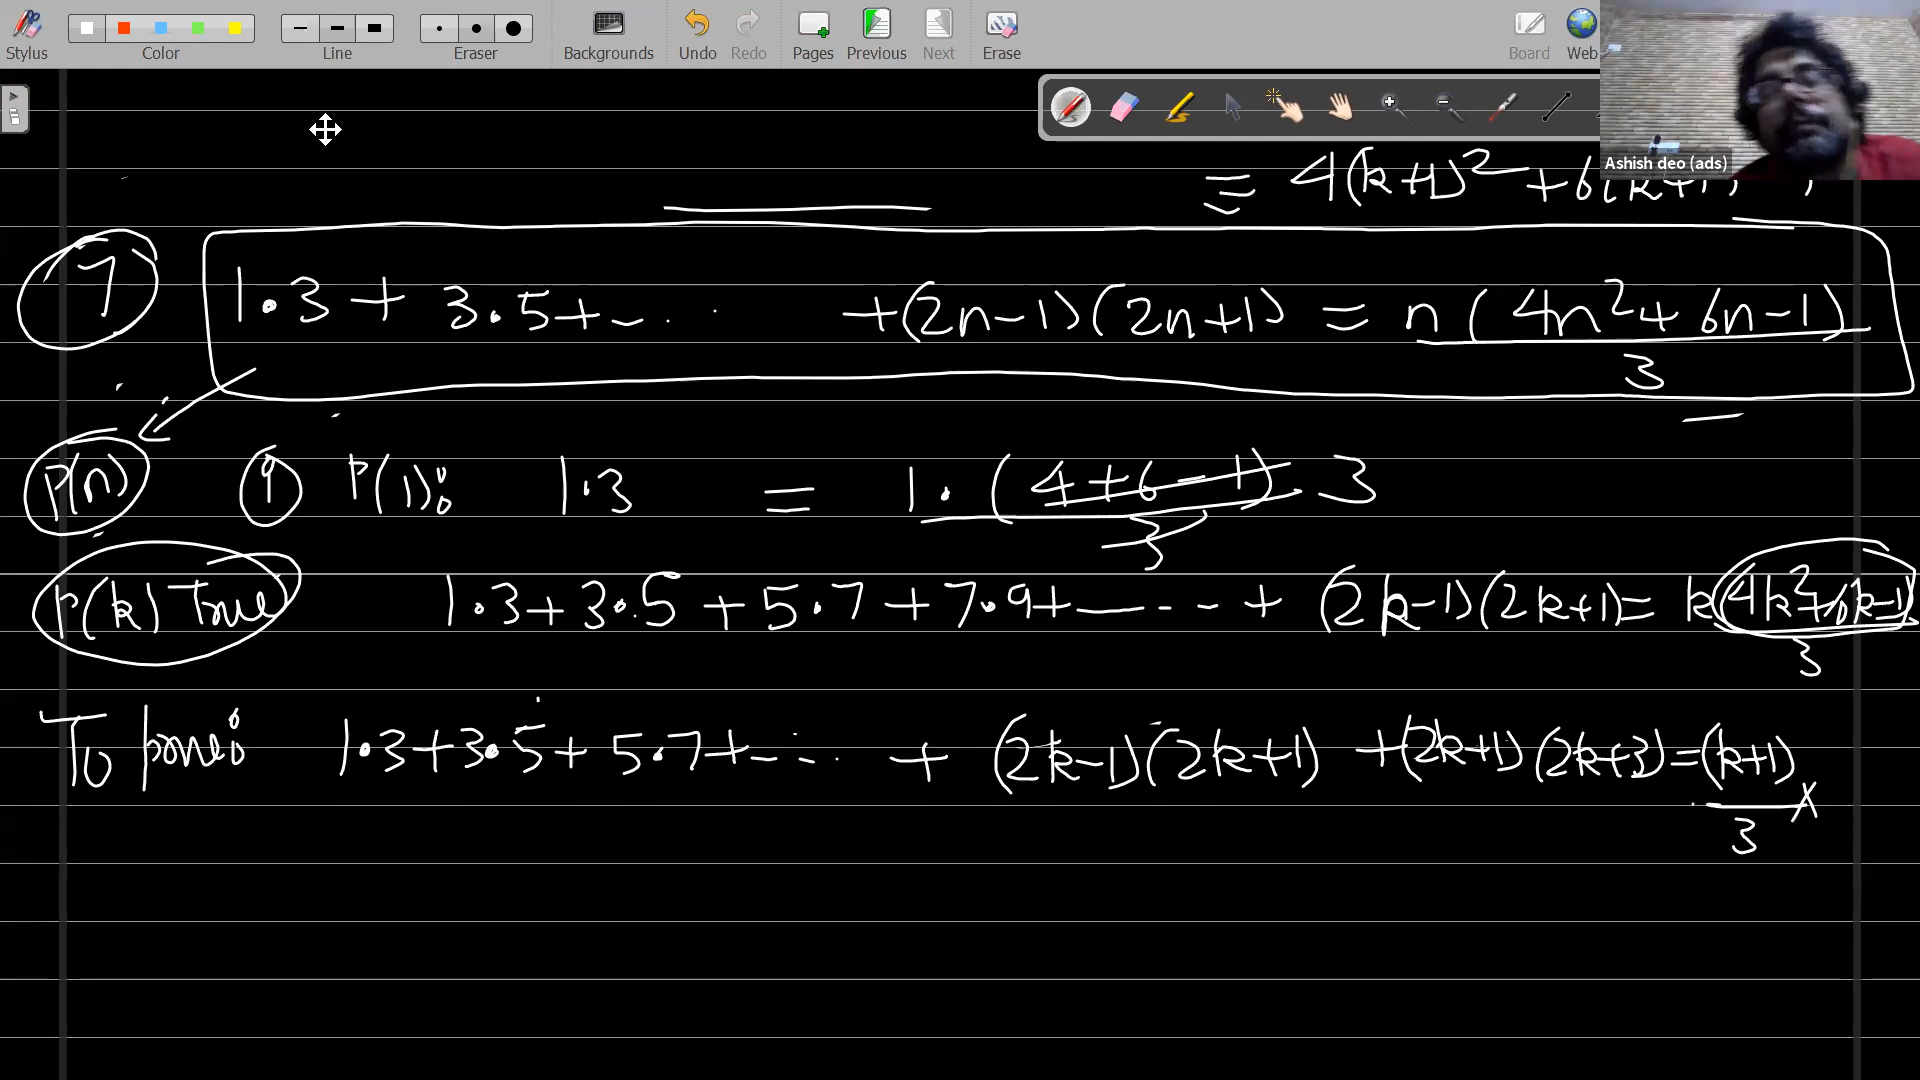 Stylus Color Line Eraser Backgrounds Undo Redo Pages Previous Next Erase Board Web
Ashish deo (ads)
= 4(k+1)² + 6(k+1)
7 1·3 + 3·5 + - . . . +(2n-1)(2n+1) = n(4n²+6n-1)
3
P(n) 1 P(1): 1·3 = 1·(4+6-1) 3
3
P(k) True 1·3+3·5+5·7+7·9+----+ (2k-1)(2k+1) = k(4k²+6k-1)
3
To prove: 1·3+3·5+5·7+---- + (2k-1)(2k+1) +(2k+1)(2k+3)=(k+1) x
3